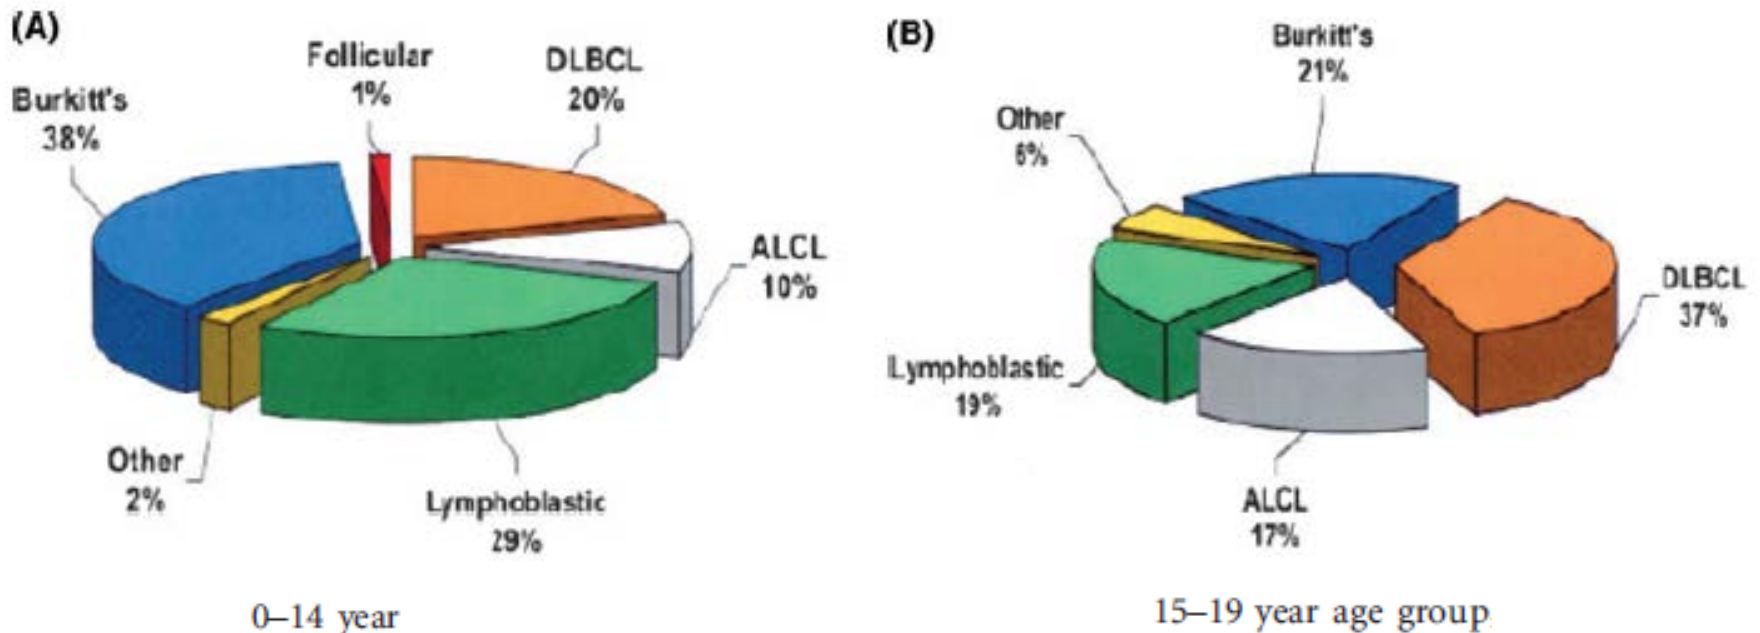 (A)
Follicular
1%
DLBCL
20%
Burkitt's
38%
ALCL
10%
Other
2%
Lymphoblastic
29%
0–14 year
(B)
Burkitt's
21%
Other
6%
DLBCL
37%
Lymphoblastic
19%
ALCL
17%
15–19 year age group